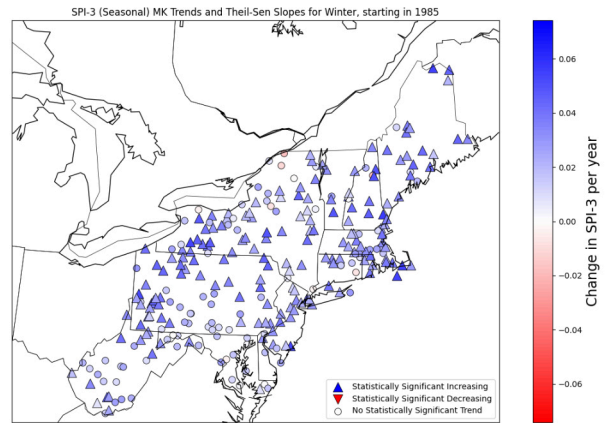 SPI-3 (Seasonal) MK Trends and Theil-Sen Slopes for Winter, starting in 1985
0.06
0.04
0.02
0.00
−0.02
−0.04
−0.06
Change in SPI-3 per year
Statistically Significant Increasing
Statistically Significant Decreasing
No Statistically Significant Trend